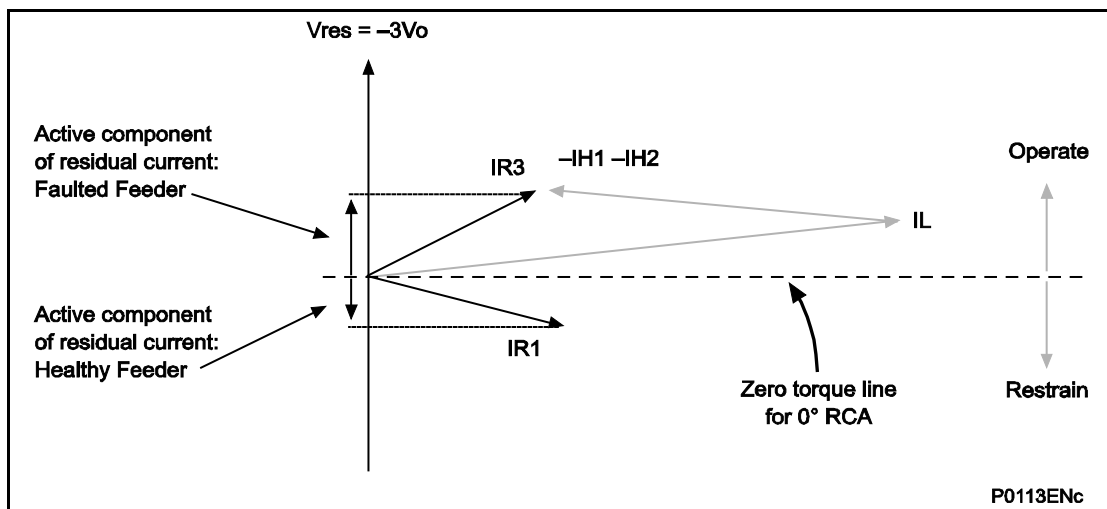 Vres = –3Vo
Active component
of residual current:
Faulted Feeder
IR3
–IH1 –IH2
Operate
IL
Active component
of residual current:
Healthy Feeder
IR1
Zero torque line
for 0° RCA
Restrain
P0113ENc